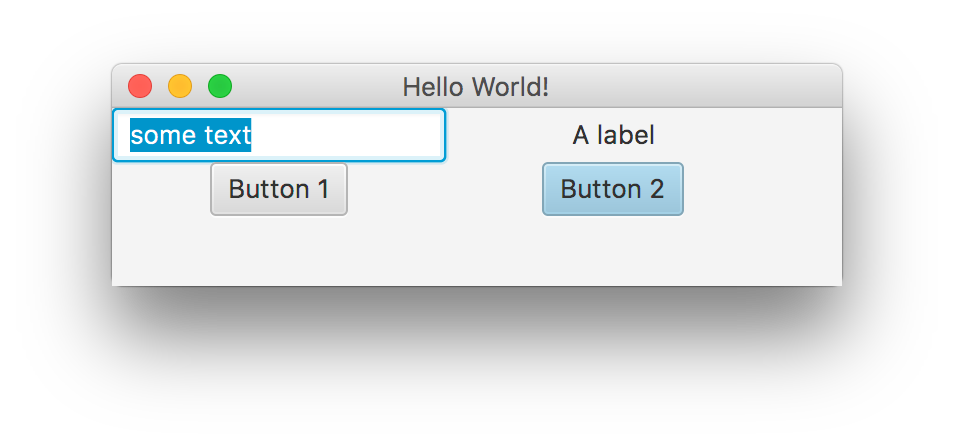 Hello World!
some text
A label
Button 1
Button 2